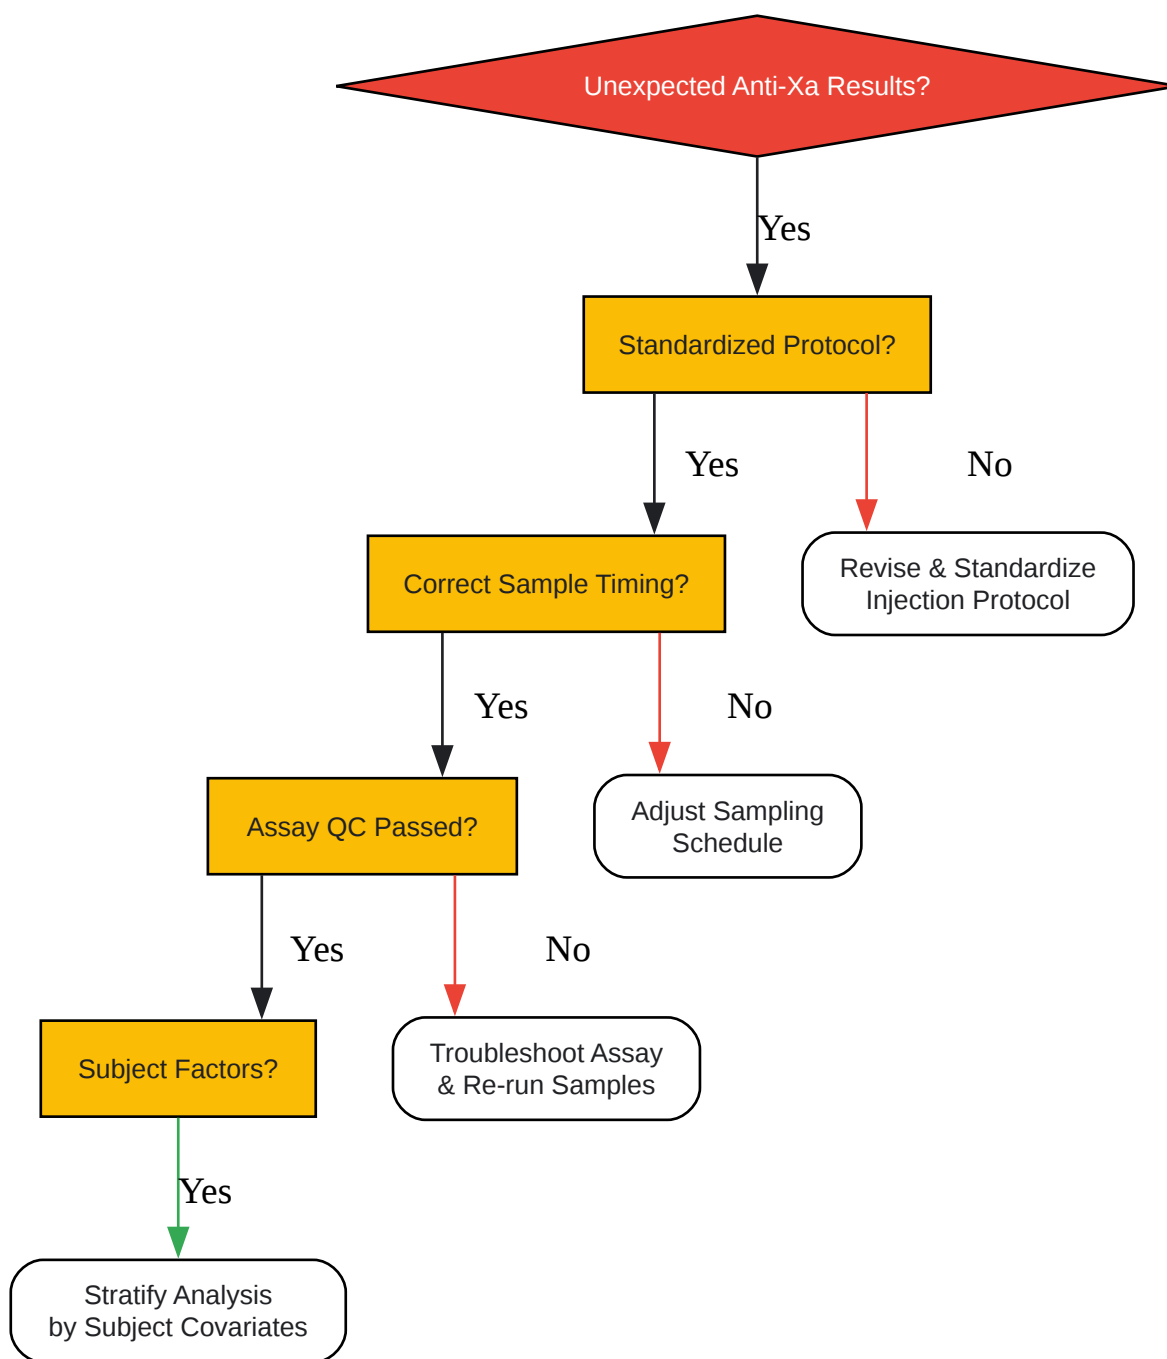 Unexpected Anti-Xa Results?
Yes
Standardized Protocol?
Yes
No
Revise & Standardize
Injection Protocol
Correct Sample Timing?
Yes
No
Adjust Sampling
Schedule
Assay QC Passed?
Yes
No
Troubleshoot Assay
& Re-run Samples
Subject Factors?
Yes
Stratify Analysis
by Subject Covariates